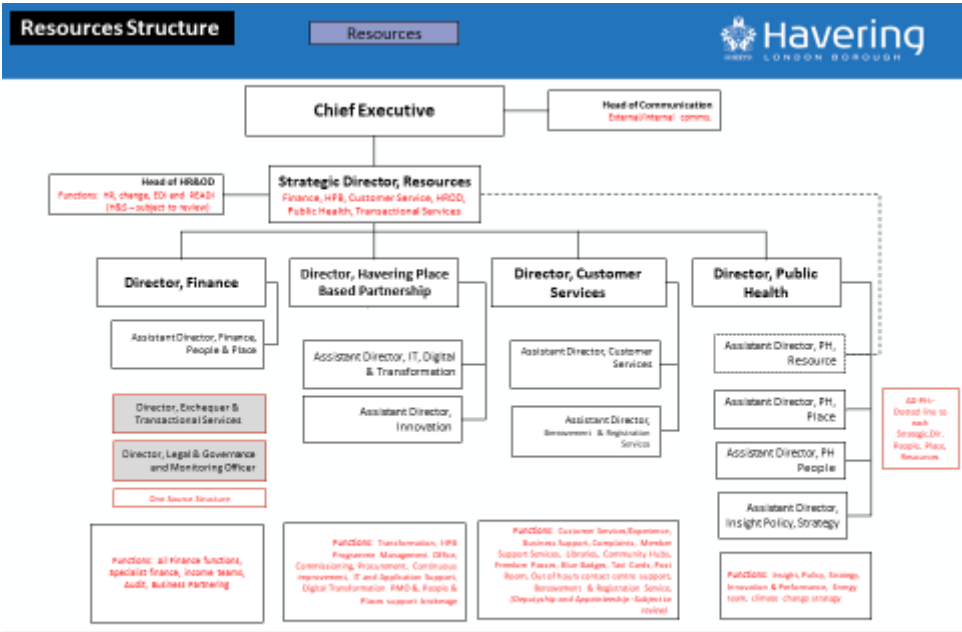 Resources Structure
Resources
Havering
LONDON BOROUGH
Chief Executive
Head of Communication
External/Internal comms.
Head of HR&OD
Functions: HR, change, EDI and READI
(H&S – subject to review)
Strategic Director, Resources
Finance, HPB, Customer Service, HROD,
Public Health, Transactional Services
Director, Finance
Director, Havering Place
Based Partnership
Director, Customer
Services
Director, Public
Health
Assistant Director, Finance,
People & Place
Assistant Director, IT, Digital
& Transformation
Assistant Director, Customer
Services
Assistant Director, PH,
Resource
Director, Exchequer &
Transactional Services
Assistant Director,
Innovation
Assistant Director,
Bereavement & Registration
Services
Assistant Director, PH,
Place
AD PH-
Dotted line to
each
Strategic Dir.
People, Place,
Resources
Director, Legal & Governance
and Monitoring Officer
Assistant Director, PH
People
One Source Structure
Assistant Director,
Insight Policy, Strategy
Functions: All Finance functions,
specialist finance, income teams,
Audit, Business Partnering
Functions: Transformation, HPB
Programme Management Office,
Commissioning, Procurement, Continuous
improvement, IT and Application Support,
Digital Transformation PMO &, People &
Places support brokerage
Functions: Customer Services/Experience,
Business Support, Complaints, Member
Support Services, Libraries, Community Hubs,
Freedom Passes, Blue Badges, Taxi Cards, Post
Room, Out of hours contact centre support,
Bereavement & Registration Service,
(Deputyship and Appointeeship -Subject to
review)
Functions: Insight, Policy, Strategy,
Innovation & Performance, Energy
team, climate change strategy